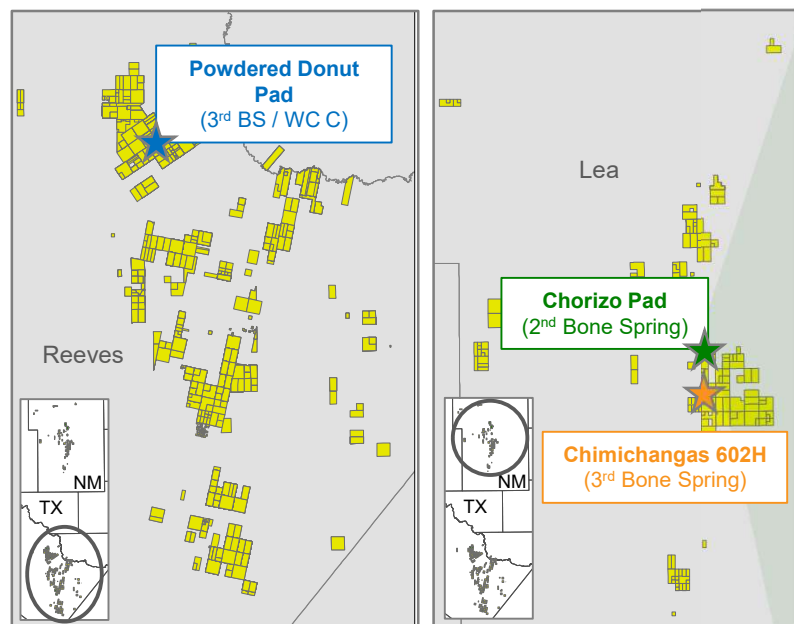 Powdered Donut
Pad
(3rd BS / WC C)
Reeves
NM
TX
Lea
Chorizo Pad
(2nd Bone Spring)
Chimichangas 602H
(3rd Bone Spring)
NM
TX